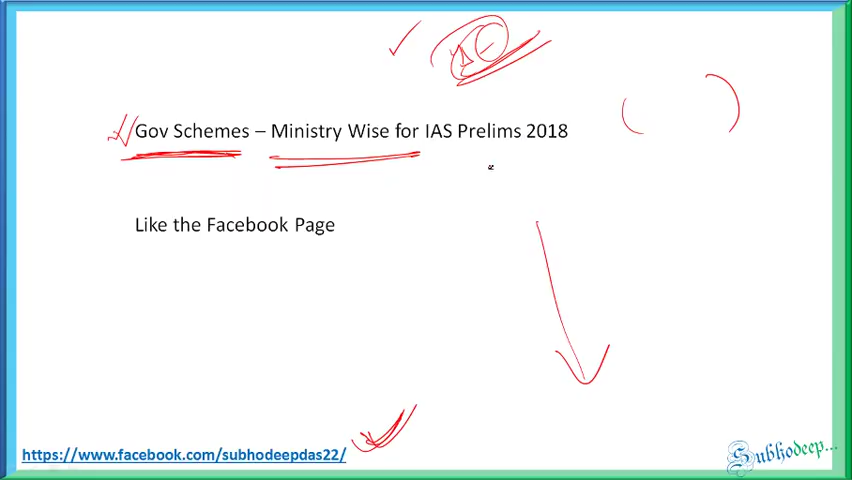 Gov Schemes – Ministry Wise for IAS Prelims 2018
Like the Facebook Page
https://www.facebook.com/subhodeepdas22/
Subhodeep...